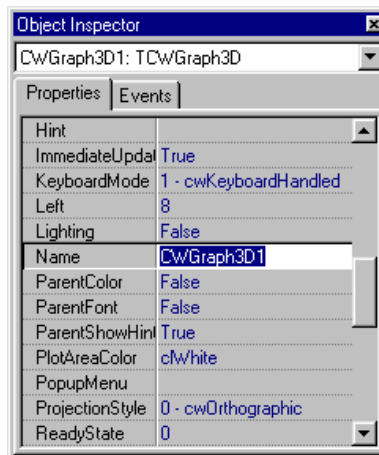 Object Inspector
CWGraph3D1: TCWGraph3D
Properties Events
Hint
ImmediateUpdat True
KeyboardMode 1 - cwKeyboardHandled
Left 8
Lighting False
Name CWGraph3D1
ParentColor False
ParentFont False
ParentShowHint True
PlotAreaColor clWhite
PopupMenu
ProjectionStyle 0 - cwOrthographic
ReadyState 0